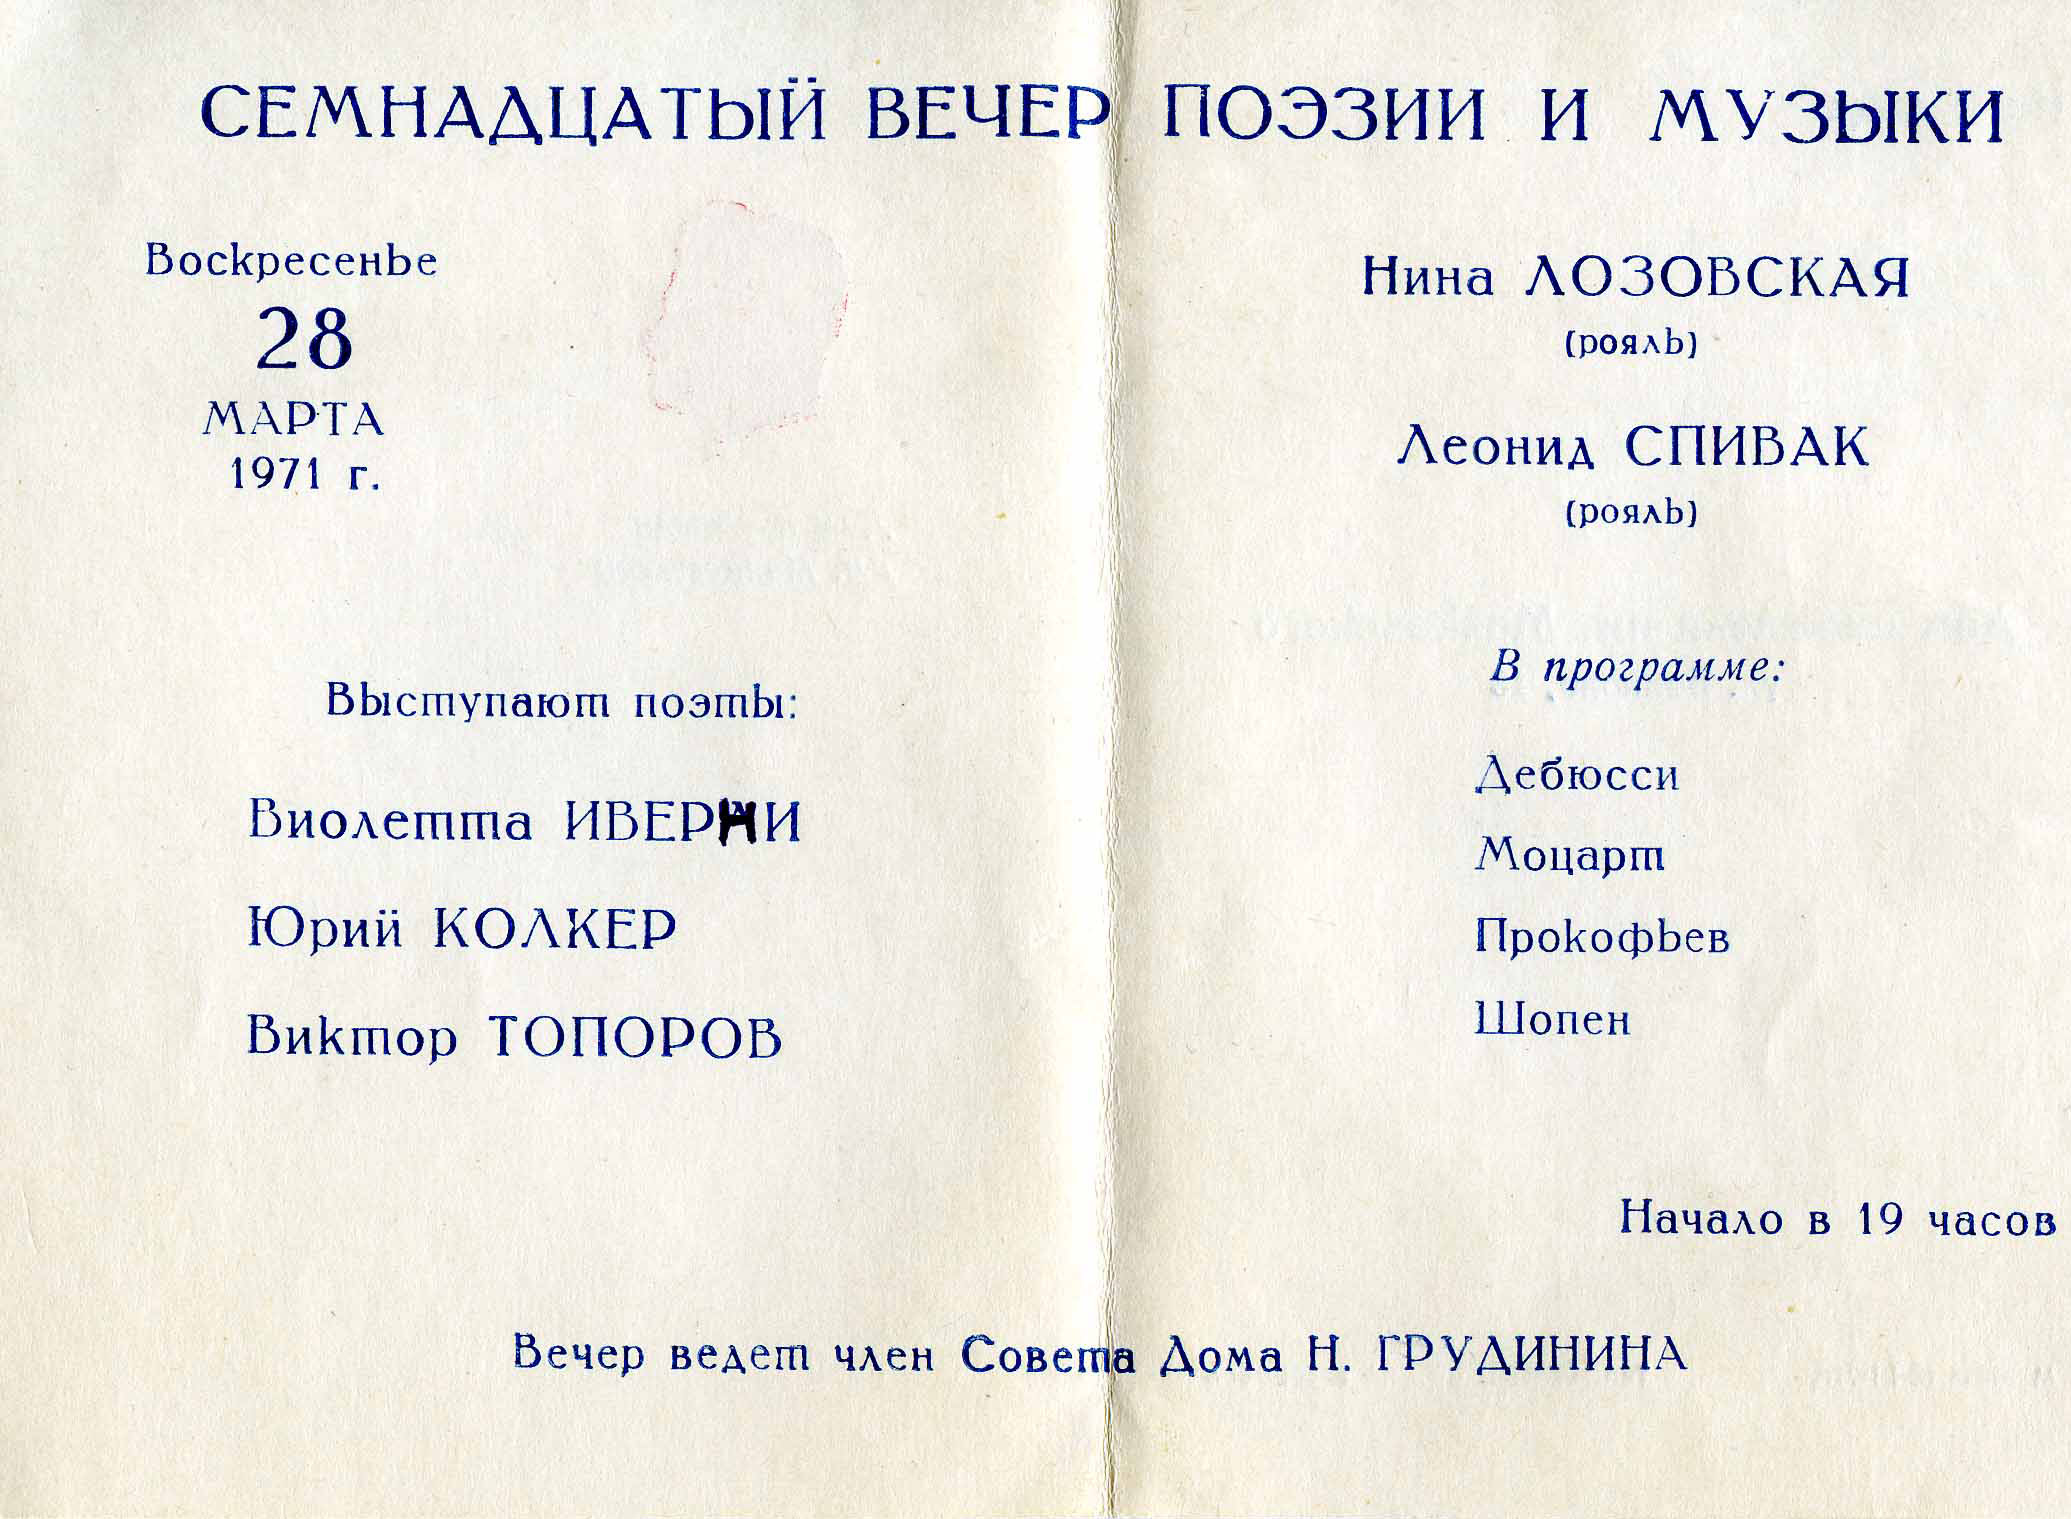 СЕМНАДЦАТЫЙ ВЕЧЕР ПОЭЗИИ И МУЗЫКИ
Воскресенье
28
МАРТА
1971 г.
Выступают поэты:
Виолетта ИВЕРНИ
Юрий КОЛКЕР
Виктор ТОПОРОВ
Нина ЛОЗОВСКАЯ
(рояль)
Леонид СПИВАК
(рояль)
В программе:
Дебюсси
Моцарт
Прокофьев
Шопен
Начало в 19 часов
Вечер ведет член Совета Дома Н. ГРУДИНИНА